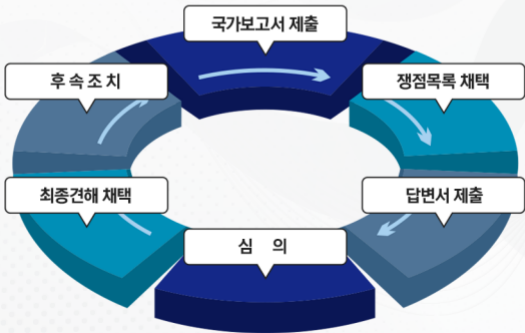 국가보고서 제출
후속조치
쟁점목록 채택
최종견해 채택
답변서 제출
심 의